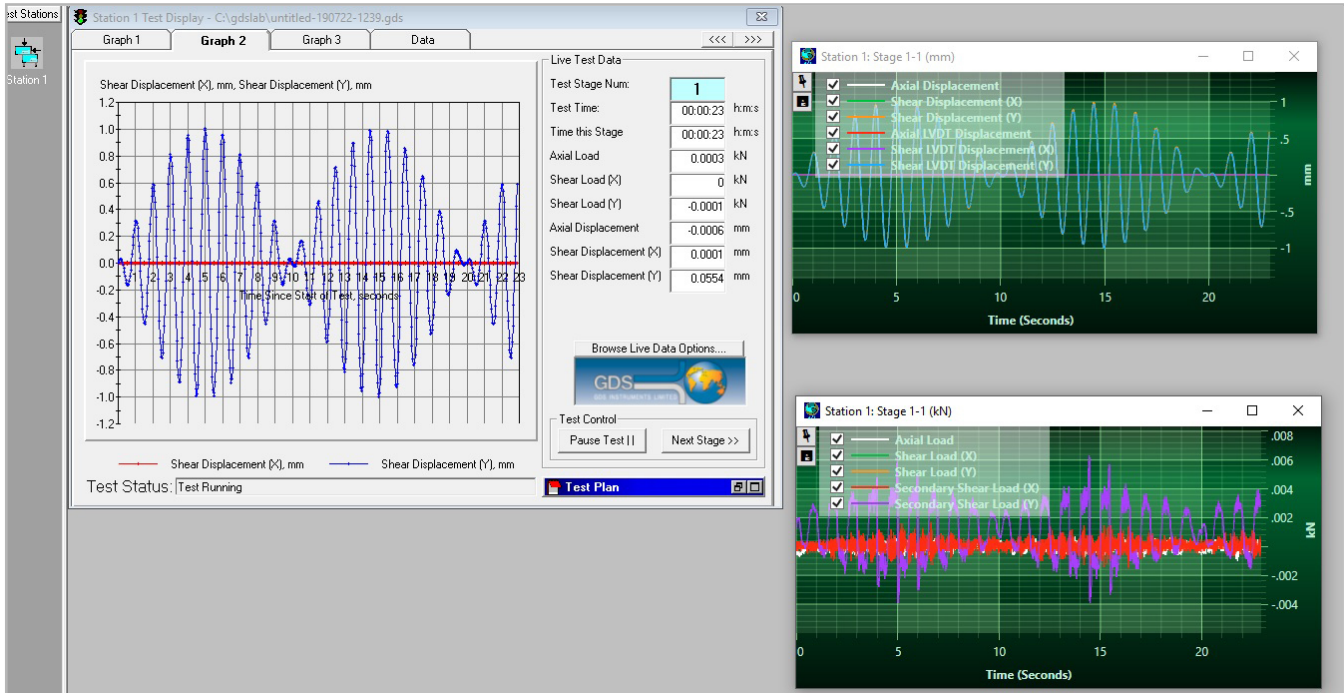 est Stations
Station 1
Station 1 Test Display - C:\gdslab\untitled-190722-1239.gds
Graph 1
Graph 2
Graph 3
Data
<<<
>>>
Shear Displacement (X), mm, Shear Displacement (Y), mm
1.2
1.0
0.8
0.6
0.4
0.2
0.0
-0.2
-0.4
-0.6
-0.8
-1.0
-1.2
1 2 3 4 5 6 7 8 9 10 11 12 13 14 15 16 17 18 19 20 21 22 23
Time Since Start of Test, seconds
Shear Displacement (X), mm
Shear Displacement (Y), mm
Test Status: Test Running
Live Test Data
Test Stage Num: 1
Test Time: 00:00:23 h:m:s
Time this Stage 00:00:23 h:m:s
Axial Load 0.0003 kN
Shear Load (X) 0 kN
Shear Load (Y) -0.0001 kN
Axial Displacement -0.0006 mm
Shear Displacement (X) 0.0001 mm
Shear Displacement (Y) 0.0554 mm
Browse Live Data Options....
GDS
GDS INSTRUMENTS LIMITED
Test Control
Pause Test ||
Next Stage >>
Test Plan
Station 1: Stage 1-1 (mm)
Axial Displacement
Shear Displacement (X)
Shear Displacement (Y)
Axial LVDT Displacement
Shear LVDT Displacement (X)
Shear LVDT Displacement (Y)
1
.5
-.5
-1
mm
0 5 10 15 20
Time (Seconds)
Station 1: Stage 1-1 (kN)
Axial Load
Shear Load (X)
Shear Load (Y)
Secondary Shear Load (X)
Secondary Shear Load (Y)
.008
.006
.004
.002
-.002
-.004
kN
0 5 10 15 20
Time (Seconds)